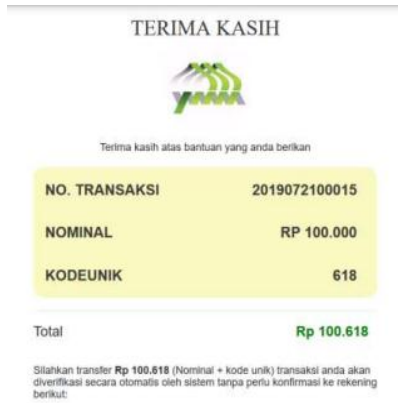 TERIMA KASIH
ymm
Terima kasih atas bantuan yang anda berikan
NO. TRANSAKSI 2019072100015
NOMINAL RP 100.000
KODEUNIK 618
Total Rp 100.618
Silahkan transfer Rp 100.618 (Nominal + kode unik) transaksi anda akan
diverifikasi secara otomatis oleh sistem tanpa perlu konfirmasi ke rekening
berikut: